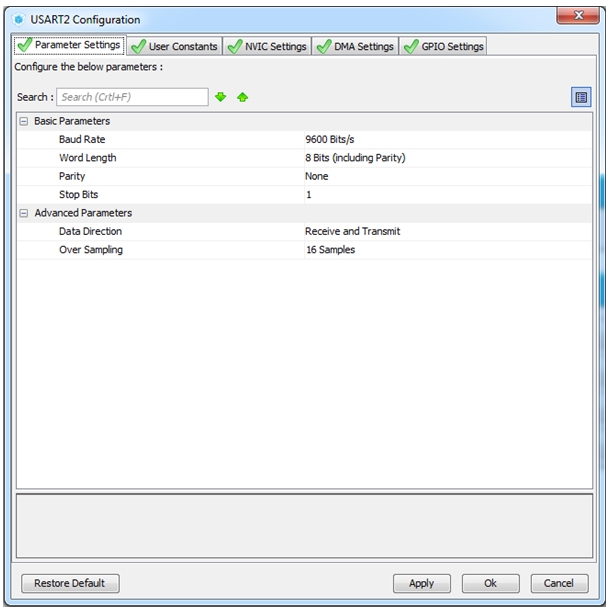 USART2 Configuration
Parameter Settings User Constants NVIC Settings DMA Settings GPIO Settings
Configure the below parameters :
Search : Search (Crtl+F)
Basic Parameters
Baud Rate 9600 Bits/s
Word Length 8 Bits (including Parity)
Parity None
Stop Bits 1
Advanced Parameters
Data Direction Receive and Transmit
Over Sampling 16 Samples
Restore Default Apply Ok Cancel